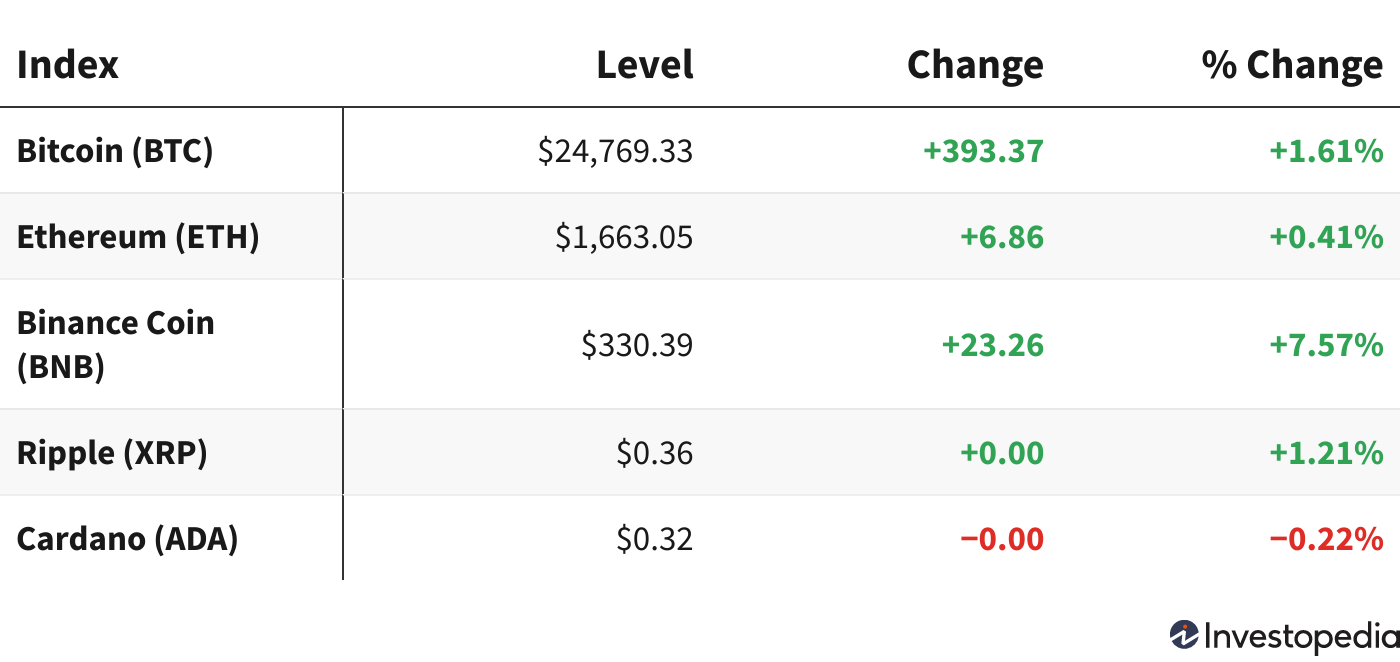 Index Level Change % Change
Bitcoin (BTC) $24,769.33 +393.37 +1.61%
Ethereum (ETH) $1,663.05 +6.86 +0.41%
Binance Coin
(BNB) $330.39 +23.26 +7.57%
Ripple (XRP) $0.36 +0.00 +1.21%
Cardano (ADA) $0.32 −0.00 −0.22%
Investopedia